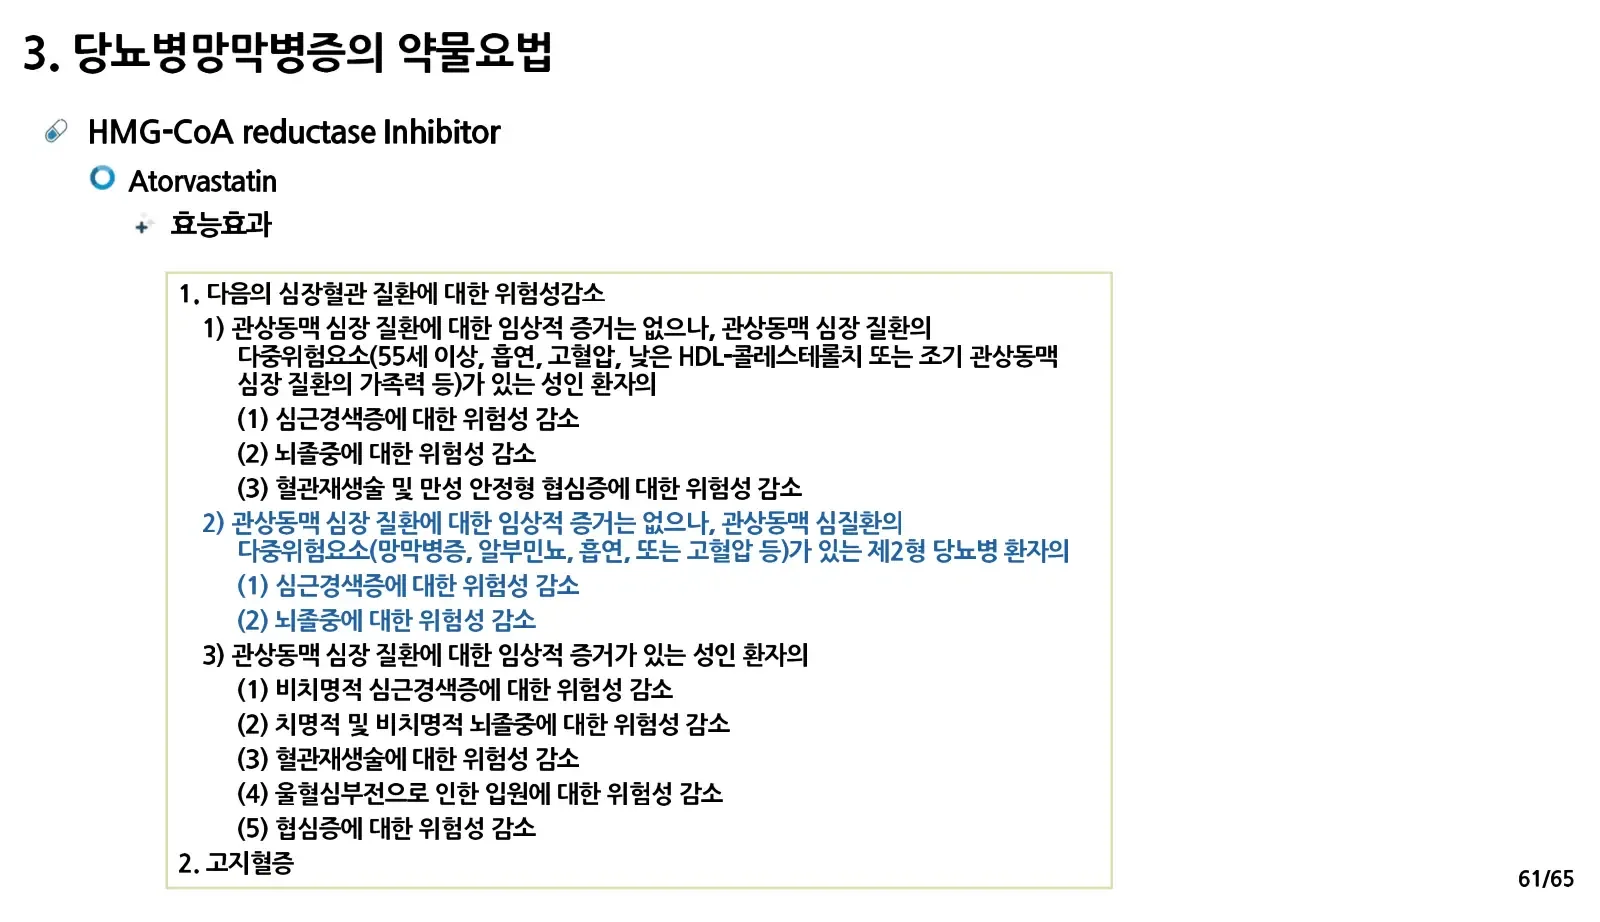 3. 당뇨병망막병증의 약물요법
HMG-CoA reductase Inhibitor
Atorvastatin
효능효과
1. 다음의 심장혈관 질환에 대한 위험성감소
1) 관상동맥 심장 질환에 대한 임상적 증거는 없으나, 관상동맥 심장 질환의
다중위험요소(55세 이상, 흡연, 고혈압, 낮은 HDL-콜레스테롤치 또는 조기 관상동맥
심장 질환의 가족력 등)가 있는 성인 환자의
(1) 심근경색증에 대한 위험성 감소
(2) 뇌졸중에 대한 위험성 감소
(3) 혈관재생술 및 만성 안정형 협심증에 대한 위험성 감소
2) 관상동맥 심장 질환에 대한 임상적 증거는 없으나, 관상동맥 심질환의
다중위험요소(망막병증, 알부민뇨, 흡연, 또는 고혈압 등)가 있는 제2형 당뇨병 환자의
(1) 심근경색증에 대한 위험성 감소
(2) 뇌졸중에 대한 위험성 감소
3) 관상동맥 심장 질환에 대한 임상적 증거가 있는 성인 환자의
(1) 비치명적 심근경색증에 대한 위험성 감소
(2) 치명적 및 비치명적 뇌졸중에 대한 위험성 감소
(3) 혈관재생술에 대한 위험성 감소
(4) 울혈심부전으로 인한 입원에 대한 위험성 감소
(5) 협심증에 대한 위험성 감소
2. 고지혈증
61/65